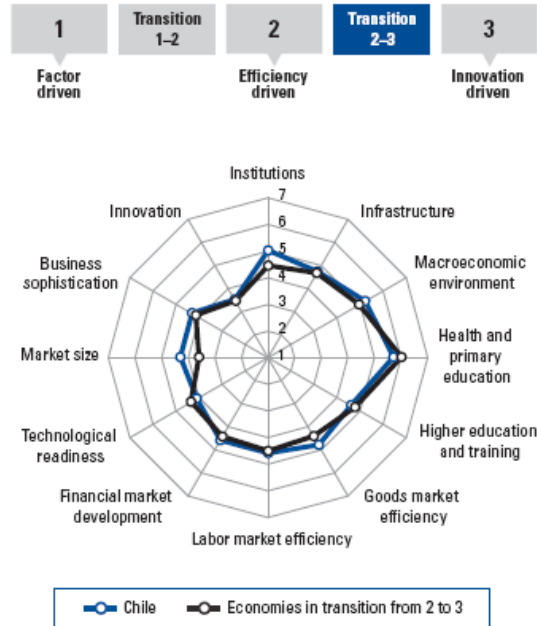 1
Transition
1–2
2
Transition
2–3
3
Factor
driven
Efficiency
driven
Innovation
driven
Institutions
7
Innovation
6
Infrastructure
5
Business
sophistication
4
Macroeconomic
environment
3
2
Market size
1
Health and
primary
education
Technological
readiness
Higher education
and training
Financial market
development
Goods market
efficiency
Labor market efficiency
Chile
Economies in transition from 2 to 3